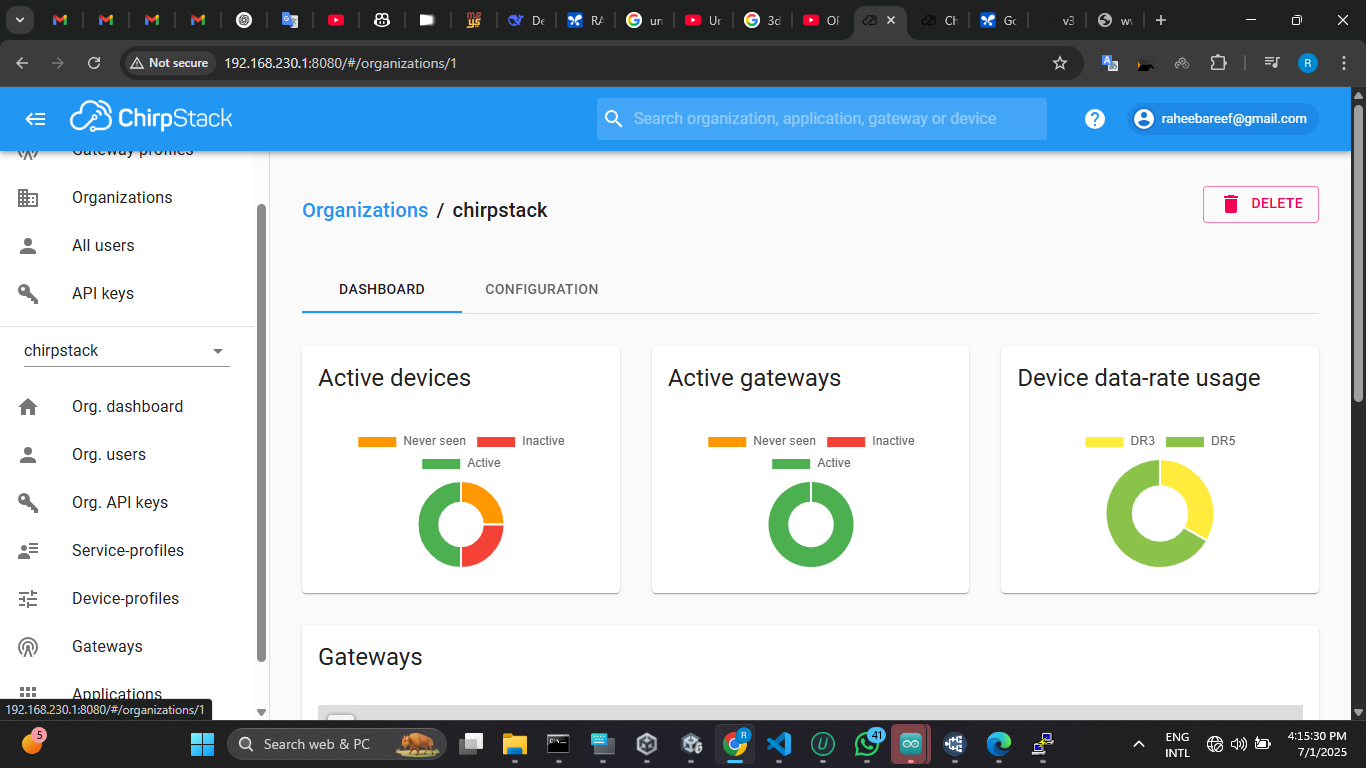 De
RA
un
Ur
3d
Ol
Ch
Go
v3
w
Not secure
192.168.230.1:8080/#/organizations/1
R
ChirpStack
Search organization, application, gateway or device
?
raheebareef@gmail.com
Gateway profiles
Organizations
All users
API keys
chirpstack
Org. dashboard
Org. users
Org. API keys
Service-profiles
Device-profiles
Gateways
Applications
192.168.230.1:8080/#/organizations/1
Organizations / chirpstack
DELETE
DASHBOARD
CONFIGURATION
Active devices
Never seen
Inactive
Active
Active gateways
Never seen
Inactive
Active
Device data-rate usage
DR3
DR5
Gateways
5
Search web & PC
R
41
ENG
INTL
4:15:30 PM
7/1/2025